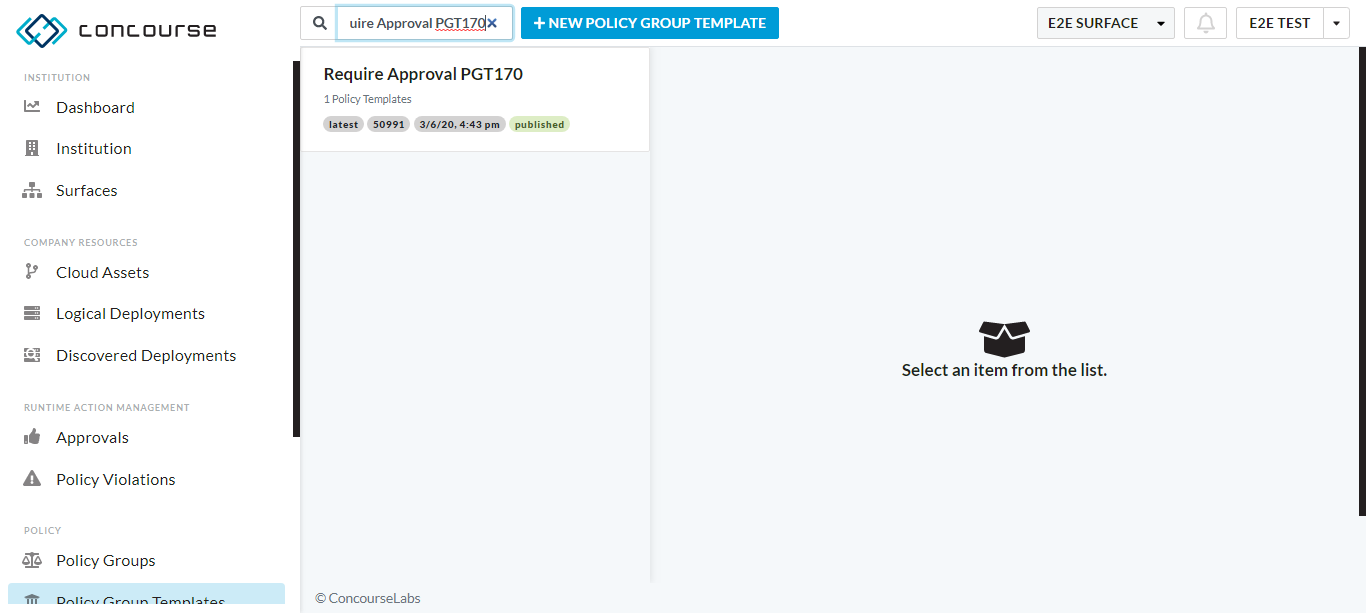 concourse
uire Approval PGT170
NEW POLICY GROUP TEMPLATE
E2E SURFACE
E2E TEST
INSTITUTION
Dashboard
Institution
Surfaces
COMPANY RESOURCES
Cloud Assets
Logical Deployments
Discovered Deployments
RUNTIME ACTION MANAGEMENT
Approvals
Policy Violations
POLICY
Policy Groups
Policy Group Templates
Require Approval PGT170
1 Policy Templates
latest 50991 3/6/20, 4:43 pm published
Select an item from the list.
© ConcourseLabs